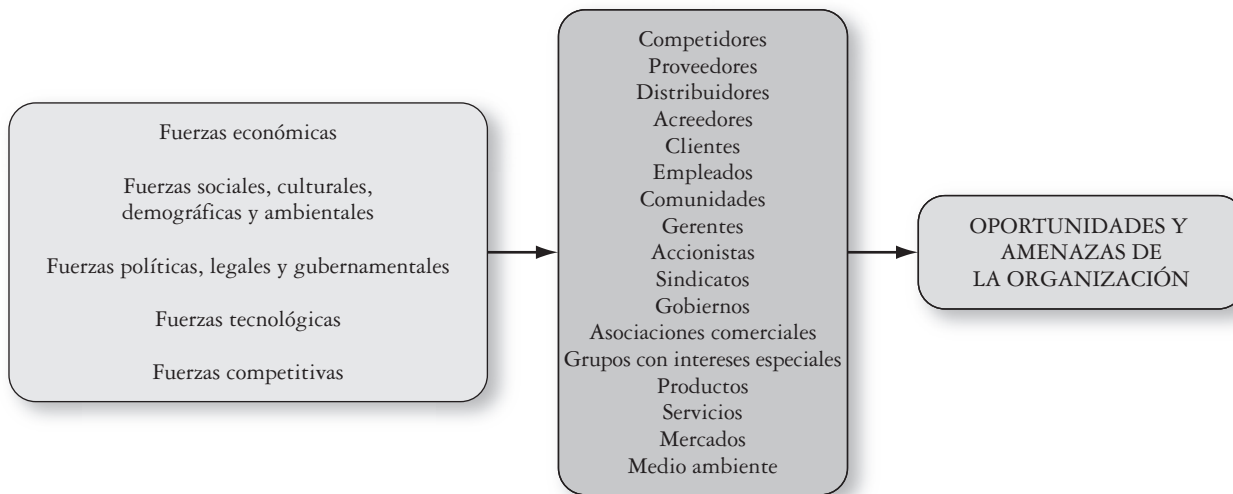 Fuerzas económicas
Fuerzas sociales, culturales,
demográficas y ambientales
Fuerzas políticas, legales y gubernamentales
Fuerzas tecnológicas
Fuerzas competitivas
Competidores
Proveedores
Distribuidores
Acreedores
Clientes
Empleados
Comunidades
Gerentes
Accionistas
Sindicatos
Gobiernos
Asociaciones comerciales
Grupos con intereses especiales
Productos
Servicios
Mercados
Medio ambiente
OPORTUNIDADES Y
AMENAZAS DE
LA ORGANIZACIÓN